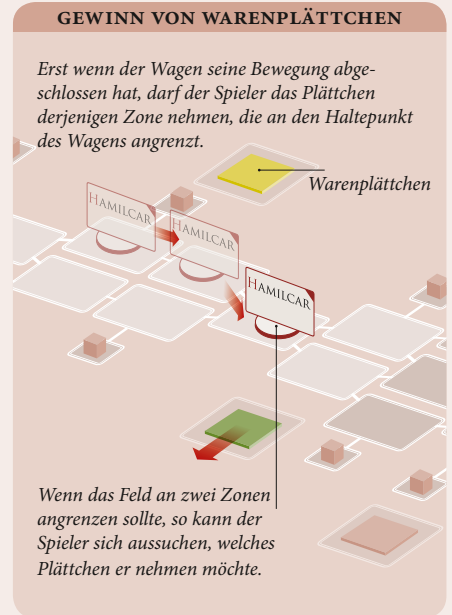 GEWINN VON WARENPLÄTTCHEN
Erst wenn der Wagen seine Bewegung abge-
schlossen hat, darf der Spieler das Plättchen
derjenigen Zone nehmen, die an den Haltepunkt
des Wagens angrenzt.
Warenplättchen
HAMILCAR
HAMILCAR
HAMILCAR
Wenn das Feld an zwei Zonen
angrenzen sollte, so kann der
Spieler sich aussuchen, welches
Plättchen er nehmen möchte.